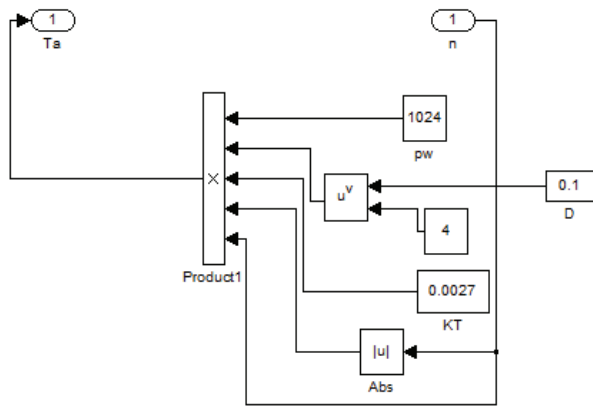 1
Ta
1
n
1024
pw
u^v
0.1
D
4
×
Product1
0.0027
KT
|u|
Abs